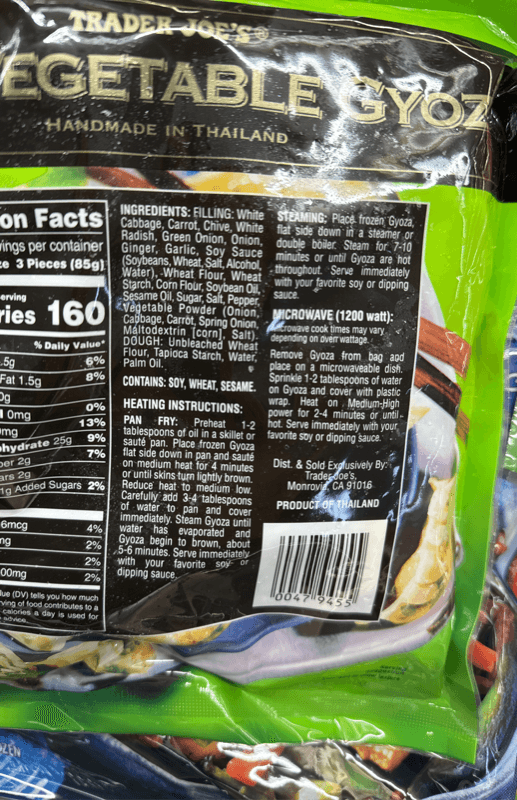 TRADER JOE'S®
EGETABLE GYOZ
HANDMADE IN THAILAND
on Facts
ings per container
ze 3 Pieces (85g)
erving
ries 160
% Daily Value*
.5g 6%
Fat 1.5g 8%
0g
0mg 0%
mg 13%
ohydrate 25g 9%
er 2g 7%
ars 2g
1g Added Sugars 2%
6mcg 4%
mg 2%
2%
00mg 2%
lue (DV) tells you how much
rving of food contributes to a
calories a day is used for
advice.
INGREDIENTS: FILLING: White
Cabbage, Carrot, Chive, White
Radish, Green Onion, Onion,
Ginger, Garlic, Soy Sauce
(Soybeans, Wheat, Salt, Alcohol,
Water), Wheat Flour, Wheat
Starch, Corn Flour, Soybean Oil,
Sesame Oil, Sugar, Salt, Pepper,
Vegetable Powder (Onion,
Cabbage, Carrot, Spring Onion,
Maltodextrin [corn], Salt).
DOUGH: Unbleached Wheat
Flour, Tapioca Starch, Water,
Palm Oil.
CONTAINS: SOY, WHEAT, SESAME.
HEATING INSTRUCTIONS:
PAN FRY: Preheat 1-2
tablespoons of oil in a skillet or
sauté pan. Place frozen Gyoza
flat side down in pan and sauté
on medium heat for 4 minutes
or until skins turn lightly brown.
Reduce heat to medium low.
Carefully add 3-4 tablespoons
of water to pan and cover
immediately. Steam Gyoza until
water has evaporated and
Gyoza begin to brown, about
5-6 minutes. Serve immediately
with your favorite soy or
dipping sauce.
STEAMING: Place frozen Gyoza,
flat side down in a steamer or
double boiler. Steam for 7-10
minutes or until Gyoza are hot
throughout. Serve immediately
with your favorite soy or dipping
sauce.
MICROWAVE (1200 watt):
Microwave cook times may vary
depending on oven wattage.
Remove Gyoza from bag and
place on a microwaveable dish.
Sprinkle 1-2 tablespoons of water
on Gyoza and cover with plastic
wrap. Heat on Medium-High
power for 2-4 minutes or until
hot. Serve immediately with your
favorite soy or dipping sauce.
Dist. & Sold Exclusively By:
Trader Joe's,
Monrovia, CA 91016
PRODUCT OF THAILAND
0047 9455